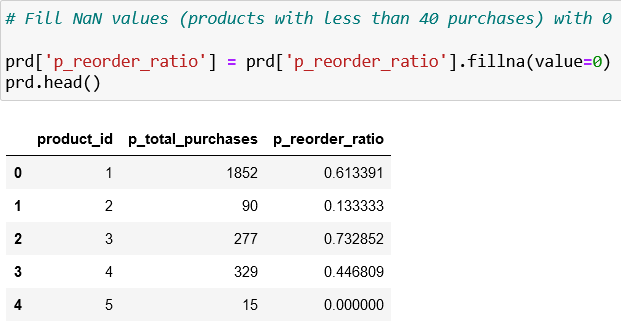 # Fill NaN values (products with less than 40 purchases) with 0
prd['p_reorder_ratio'] = prd['p_reorder_ratio'].fillna(value=0)
prd.head()
product_id p_total_purchases p_reorder_ratio
0 1 1852 0.613391
1 2 90 0.133333
2 3 277 0.732852
3 4 329 0.446809
4 5 15 0.000000